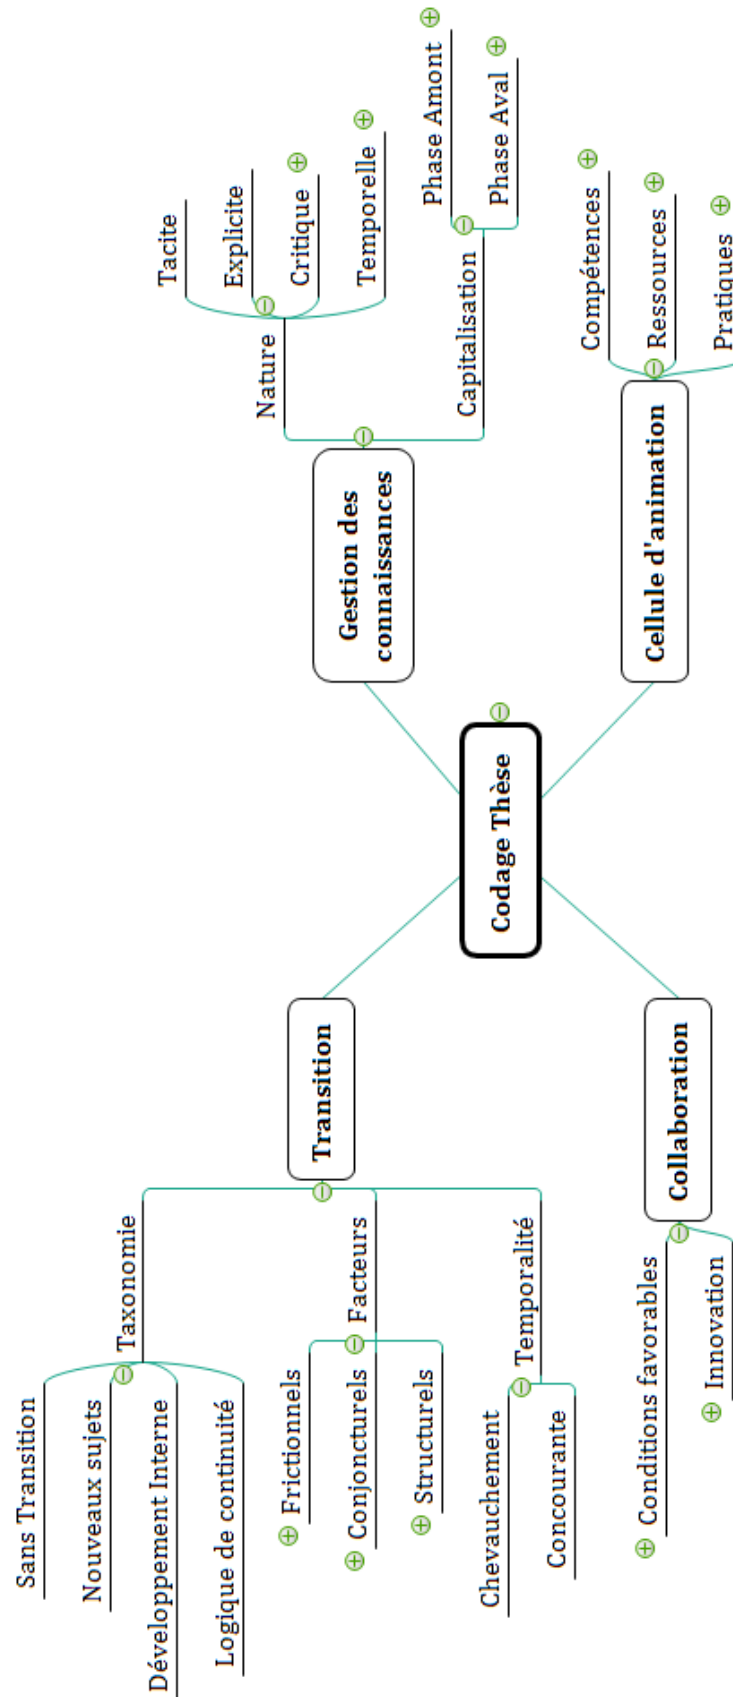 Codage Thèse
Transition
Taxonomie
Sans Transition
Nouveaux sujets
Développement Interne
Logique de continuité
Facteurs
Frictionnels
Conjoncturels
Structurels
Temporalité
Chevauchement
Concourante
Collaboration
Conditions favorables
Innovation
Gestion des
connaissances
Nature
Tacite
Explicite
Critique
Temporelle
Capitalisation
Phase Amont
Phase Aval
Cellule d'animation
Compétences
Ressources
Pratiques